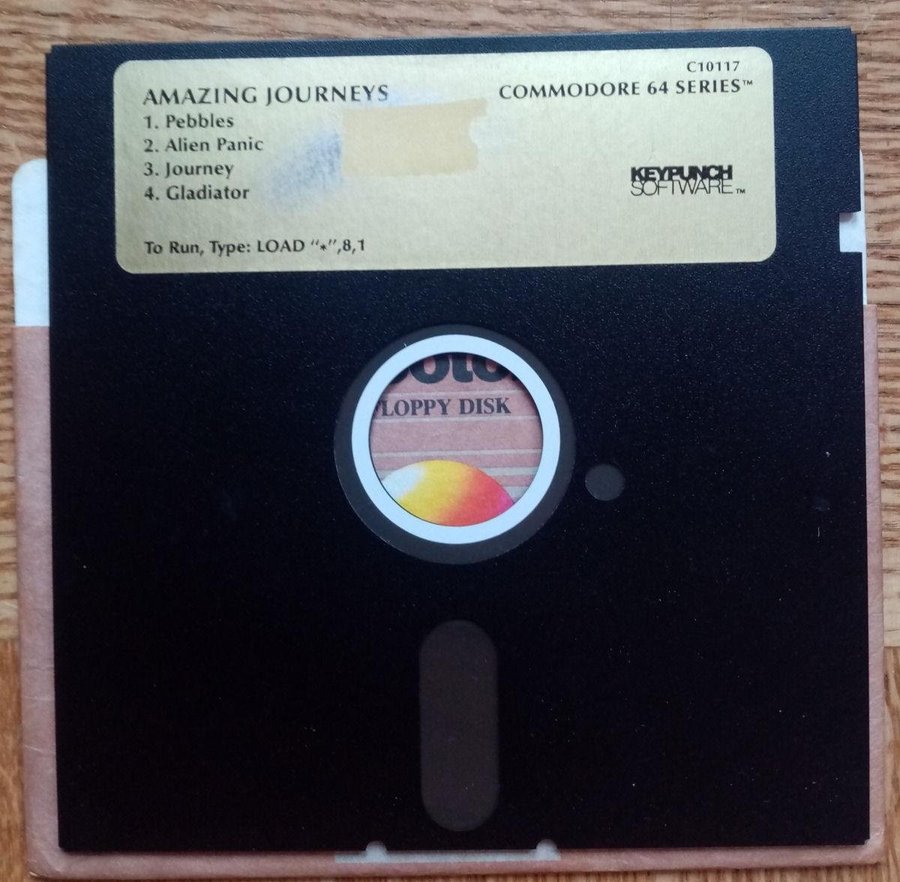 C10117
AMAZING JOURNEYS
COMMODORE 64 SERIES™
1. Pebbles
2. Alien Panic
3. Journey
4. Gladiator
KEYPUNCH
SOFTWARE™
To Run, Type: LOAD “*”,8,1
LOPPY DISK